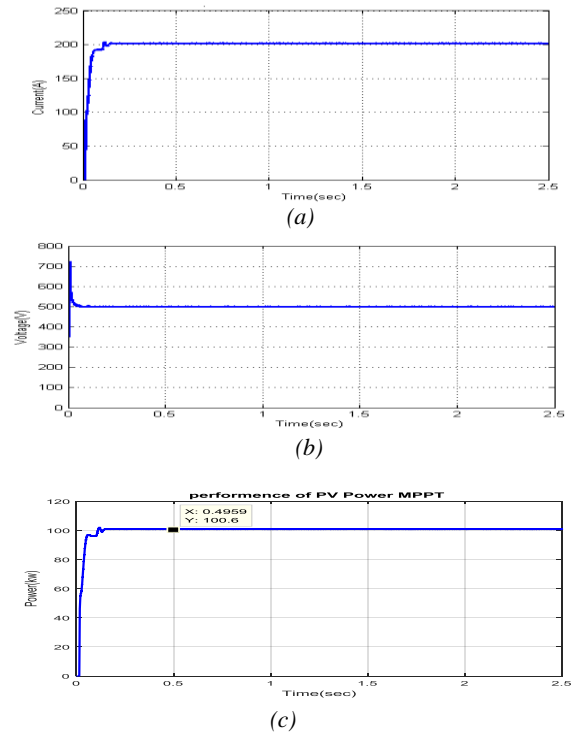 250
200
150
100
50
0
Current(A)
0 0.5 1 1.5 2 2.5
Time(sec)
(a)
800
700
600
500
400
300
200
100
0
Voltage(V)
0 0.5 1 1.5 2 2.5
Time(sec)
(b)
performence of PV Power MPPT
120
100
80
60
40
20
0
Power(kw)
X: 0.4959
Y: 100.6
0 0.5 1 1.5 2 2.5
Time(sec)
(c)